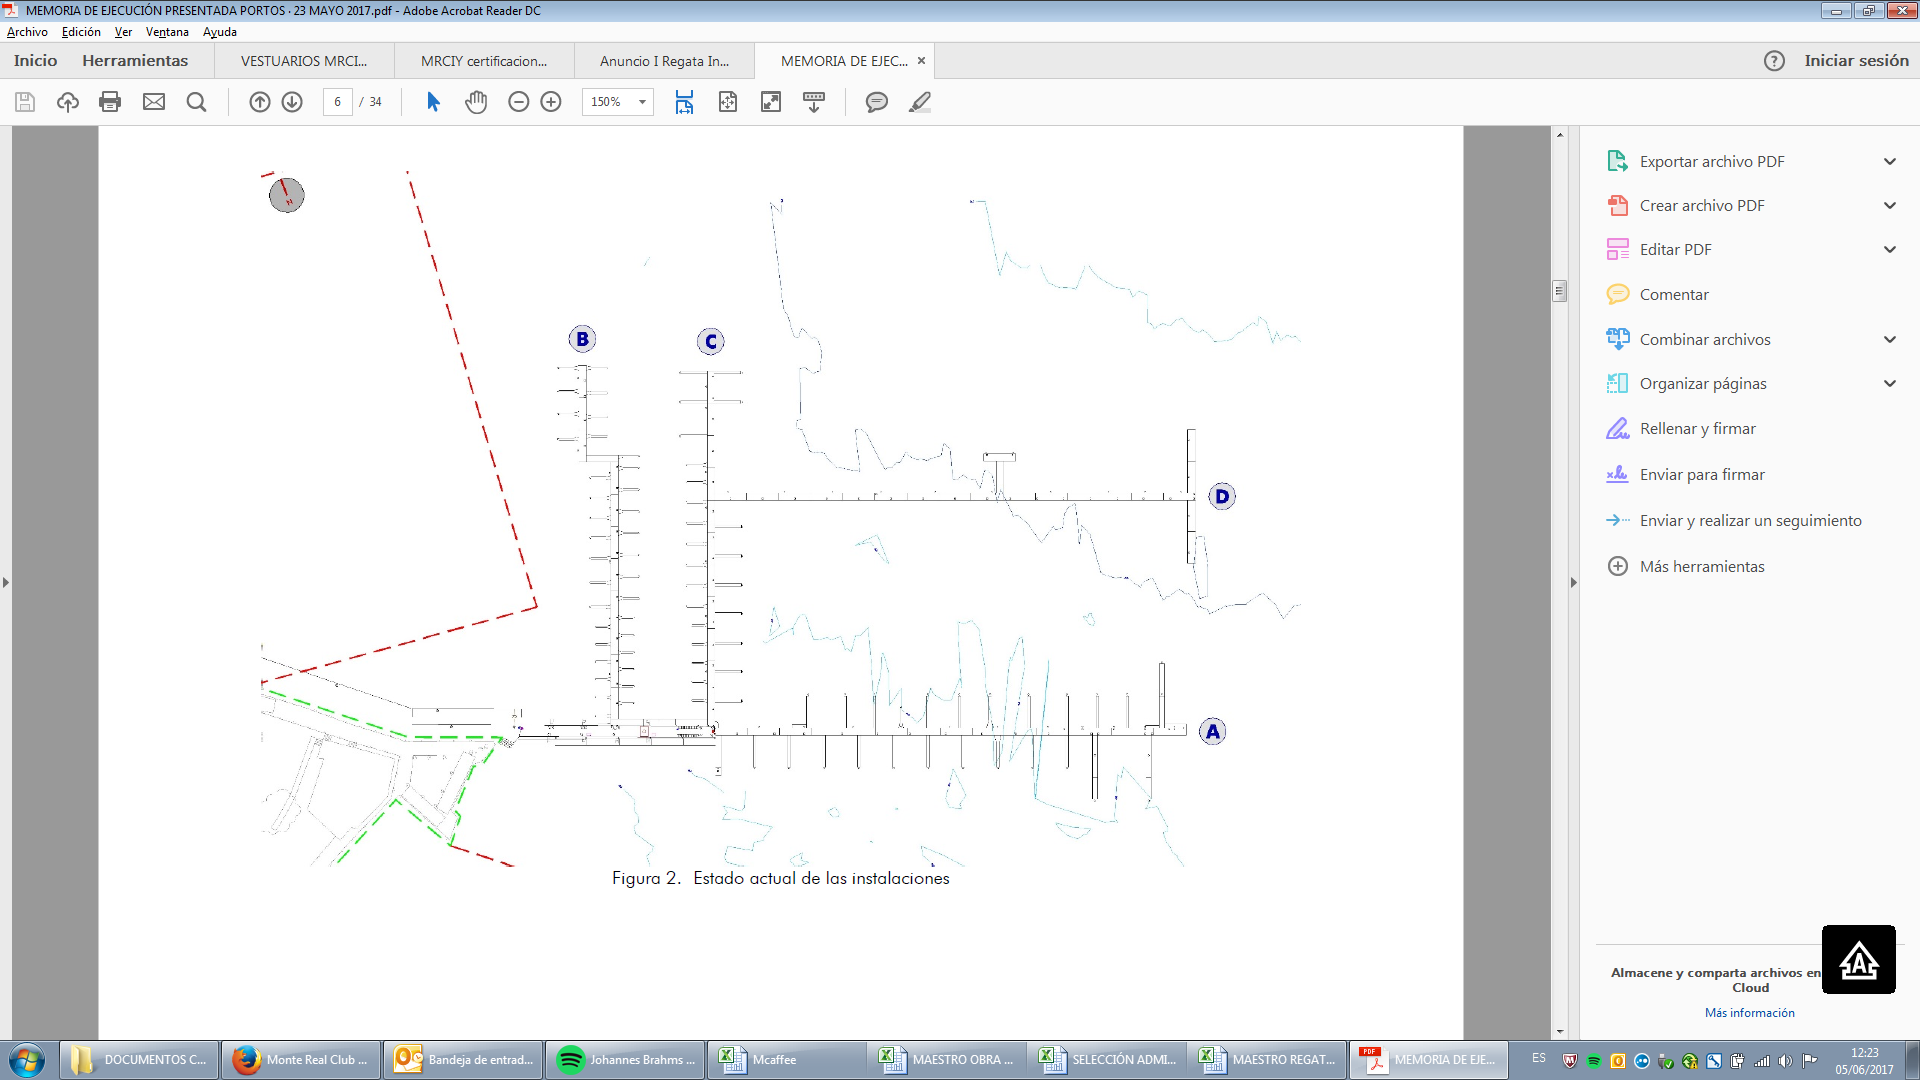 MEMORIA DE EJECUCIÓN PRESENTADA PORTOS · 23 MAYO 2017.pdf - Adobe Acrobat Reader DC
Archivo Edición Ver Ventana Ayuda
Inicio Herramientas VESTUARIOS MRCI... MRCIY certificacion... Anuncio I Regata In... MEMORIA DE EJEC... × ? Iniciar sesión
6 / 34 150%
Exportar archivo PDF
Crear archivo PDF
Editar PDF
Comentar
Combinar archivos
Organizar páginas
Rellenar y firmar
Enviar para firmar
Enviar y realizar un seguimiento
Más herramientas
B
C
D
A
Figura 2. Estado actual de las instalaciones
Almacene y comparta archivos en
Cloud
Más información
DOCUMENTOS C... Monte Real Club ... Bandeja de entrad... Johannes Brahms ... Mcaffee MAESTRO OBRA ... SELECCIÓN ADMI... MAESTRO REGAT... MEMORIA DE EJE... ES 12:23
05/06/2017